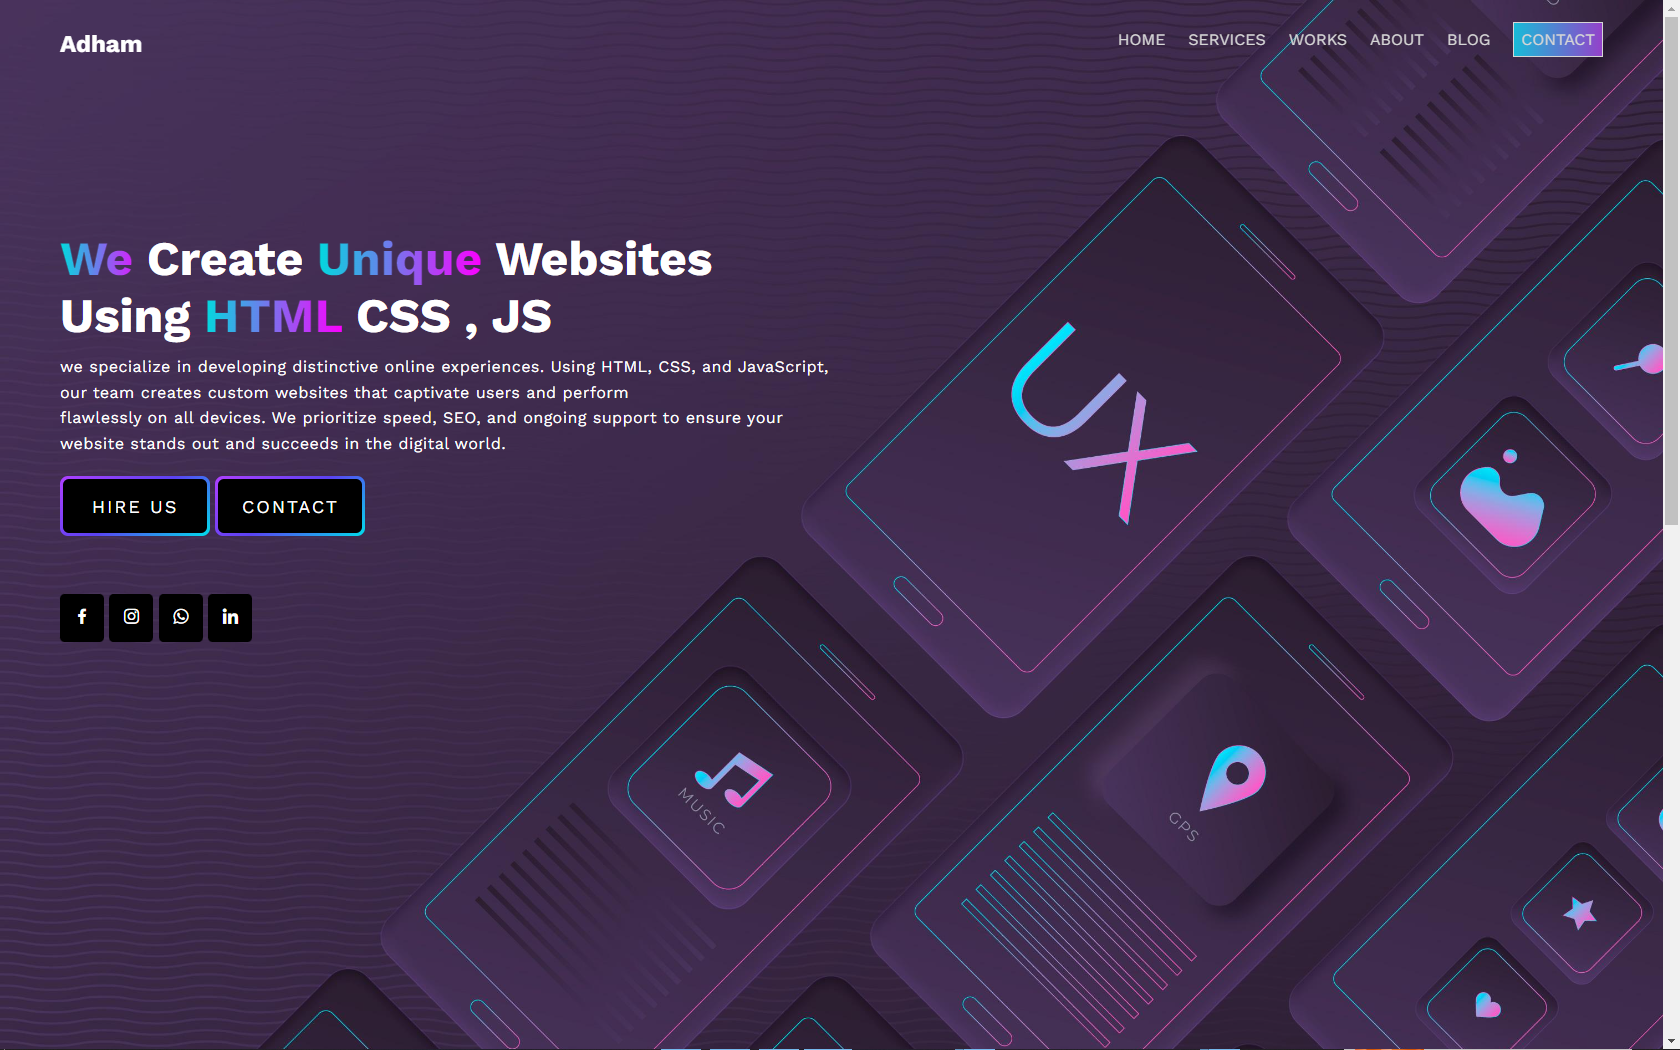 Adham
HOME SERVICES WORKS ABOUT BLOG CONTACT
We Create Unique Websites
Using HTML CSS , JS
we specialize in developing distinctive online experiences. Using HTML, CSS, and JavaScript,
our team creates custom websites that captivate users and perform
flawlessly on all devices. We prioritize speed, SEO, and ongoing support to ensure your
website stands out and succeeds in the digital world.
HIRE US CONTACT
UX
MUSIC
GPS